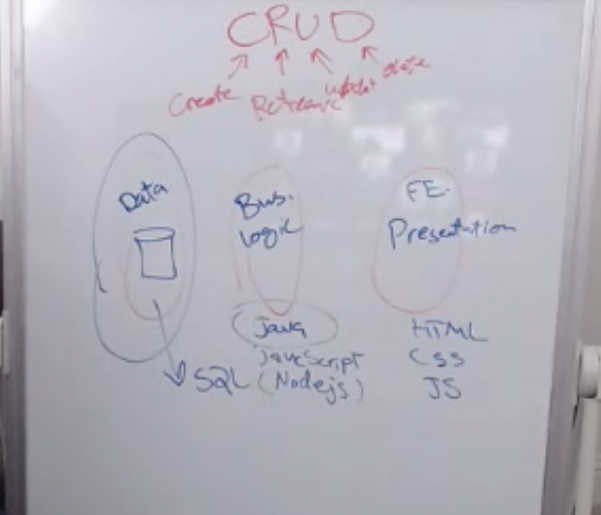 CRUD
Create Retrieve Update delete
Data
Bus. logic
FE.
Presentation
Java
JavaScript
(Nodejs)
SQL
HTML
CSS
JS